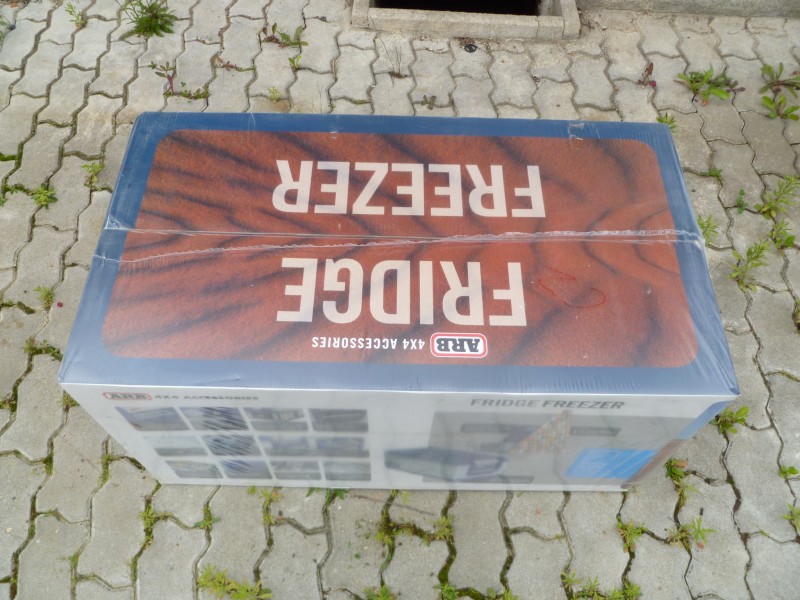 ARB 4X4 ACCESSORIES
FRIDGE
FREEZER
ARB 4X4 ACCESSORIES
FRIDGE FREEZER